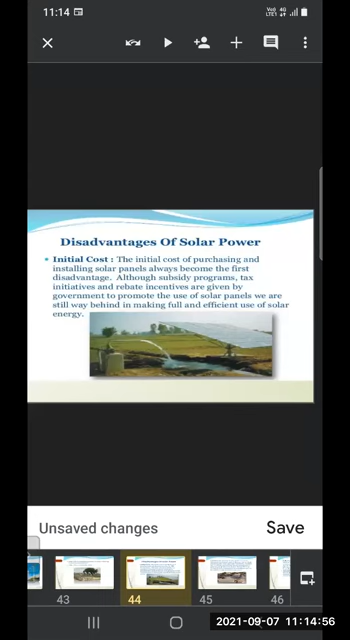 11:14
Vo) 4G
LTE1
Disadvantages Of Solar Power
Initial Cost : The initial cost of purchasing and
installing solar panels always become the first
disadvantage. Although subsidy programs, tax
initiatives and rebate incentives are given by
government to promote the use of solar panels we are
still way behind in making full and efficient use of solar
energy.
Unsaved changes
Save
43
44
45
46
2021-09-07 11:14:56